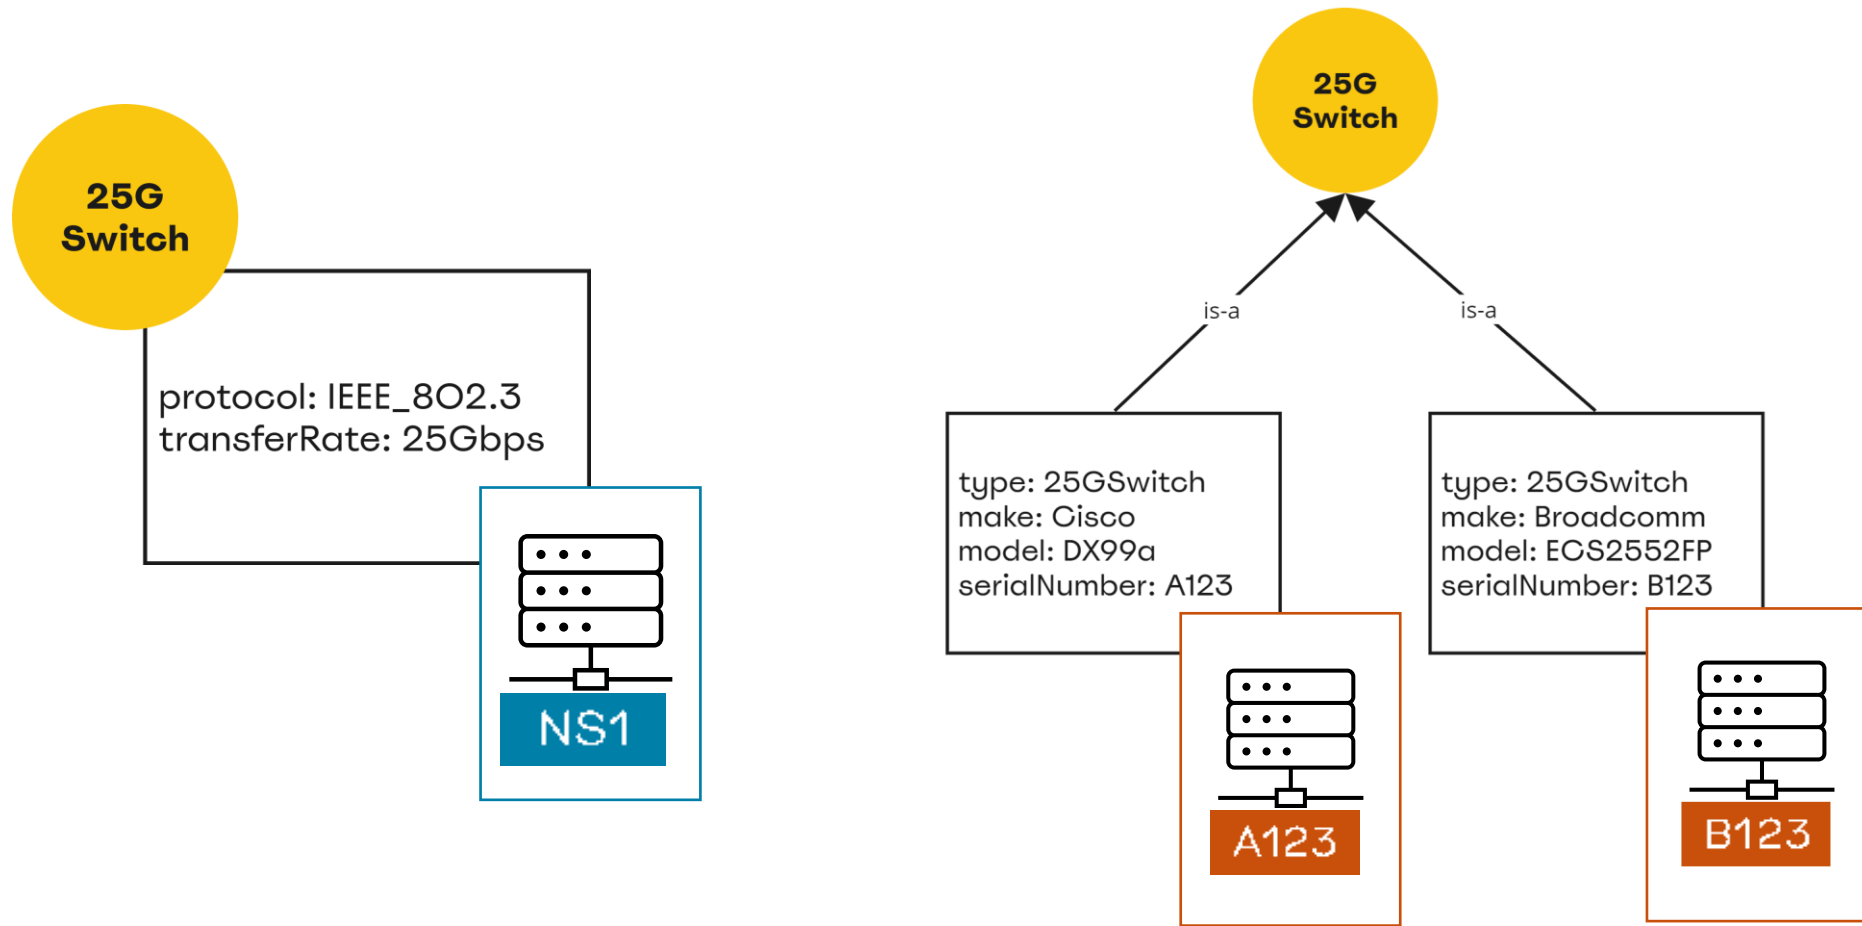 25G
Switch
protocol: IEEE_802.3
transferRate: 25Gbps
NS1
25G
Switch
is-a
is-a
type: 25GSwitch
make: Cisco
model: DX99a
serialNumber: A123
A123
type: 25GSwitch
make: Broadcomm
model: ECS2552FP
serialNumber: B123
B123